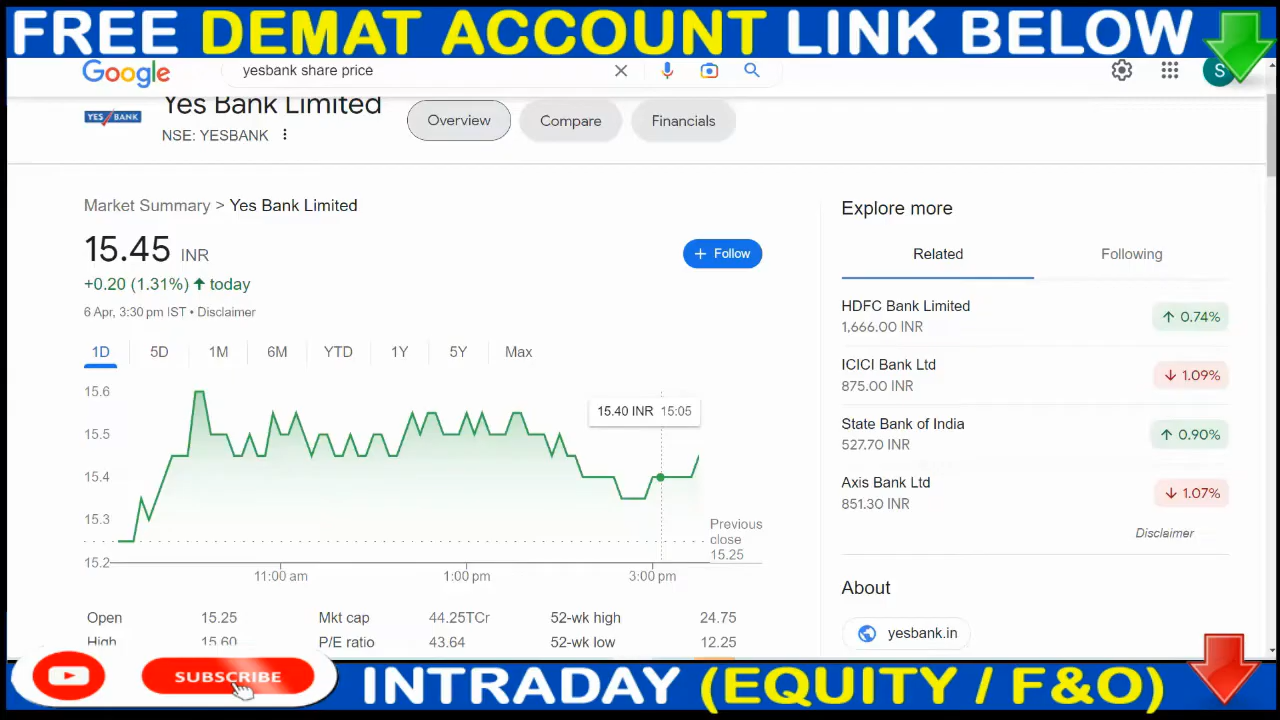 FREE DEMAT ACCOUNT LINK BELOW
Google
yesbank share price
S
YES BANK
Yes Bank Limited
NSE: YESBANK
Overview
Compare
Financials
Market Summary > Yes Bank Limited
15.45 INR
+0.20 (1.31%) ↑ today
6 Apr, 3:30 pm IST • Disclaimer
+ Follow
1D 5D 1M 6M YTD 1Y 5Y Max
15.6
15.5
15.4
15.3
15.2
15.40 INR 15:05
Previous
close
15.25
11:00 am 1:00 pm 3:00 pm
Open 15.25 Mkt cap 44.25TCr 52-wk high 24.75
High 15.60 P/E ratio 43.64 52-wk low 12.25
Explore more
Related Following
HDFC Bank Limited
1,666.00 INR
↑ 0.74%
ICICI Bank Ltd
875.00 INR
↓ 1.09%
State Bank of India
527.70 INR
↑ 0.90%
Axis Bank Ltd
851.30 INR
↓ 1.07%
Disclaimer
About
yesbank.in
SUBSCRIBE
INTRADAY (EQUITY / F&O)